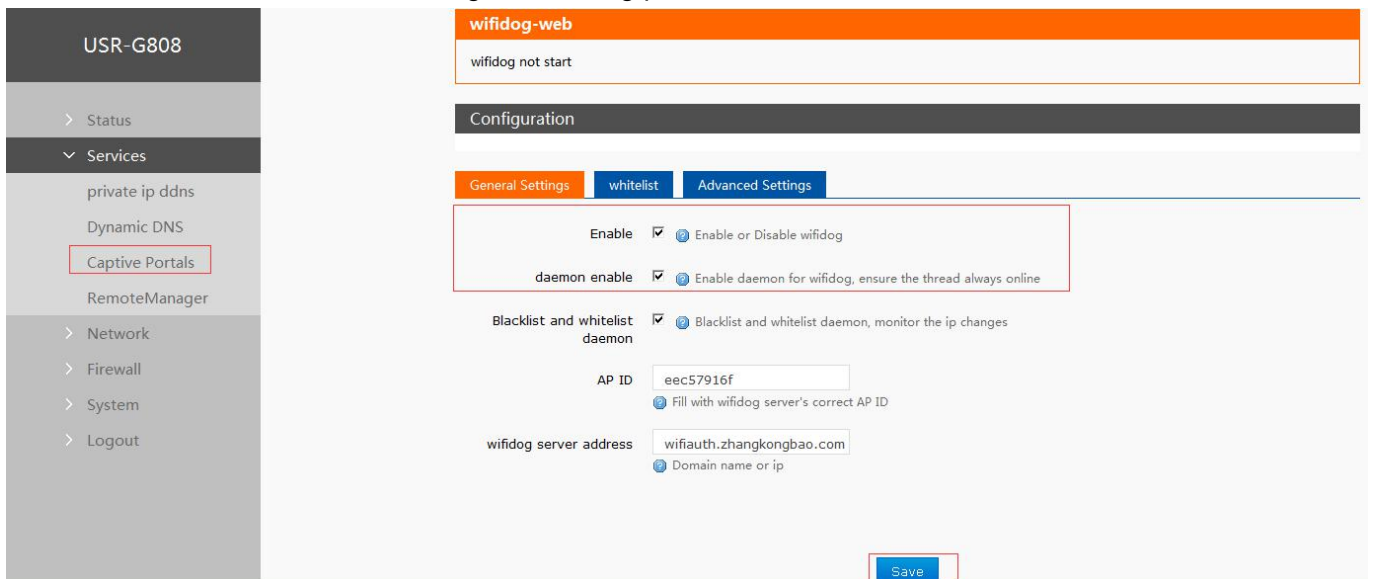 USR-G808
Status
Services
private ip ddns
Dynamic DNS
Captive Portals
RemoteManager
Network
Firewall
System
Logout
wifidog-web
wifidog not start
Configuration
General Settings whitelist Advanced Settings
Enable Enable or Disable wifidog
daemon enable Enable daemon for wifidog, ensure the thread always online
Blacklist and whitelist Blacklist and whitelist daemon, monitor the ip changes
daemon
AP ID eec57916f
Fill with wifidog server's correct AP ID
wifidog server address wifiauth.zhangkongbao.com
Domain name or ip
Save